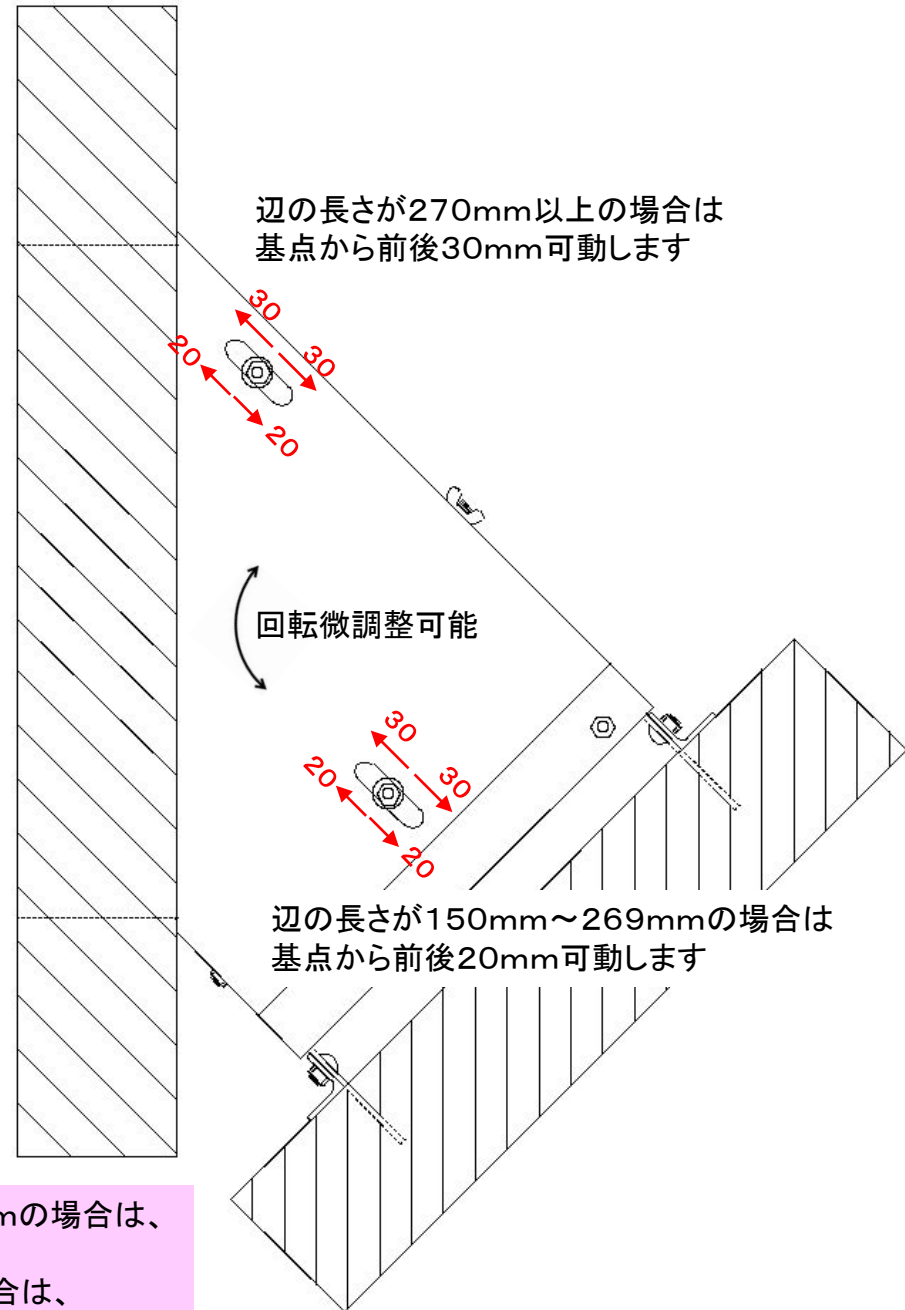 辺の長さが270mm以上の場合は
基点から前後30mm可動します
30
30
20
20
回転微調整可能
30
30
20
20
辺の長さが150mm～269mmの場合は
基点から前後20mm可動します
mの場合は、
合は、